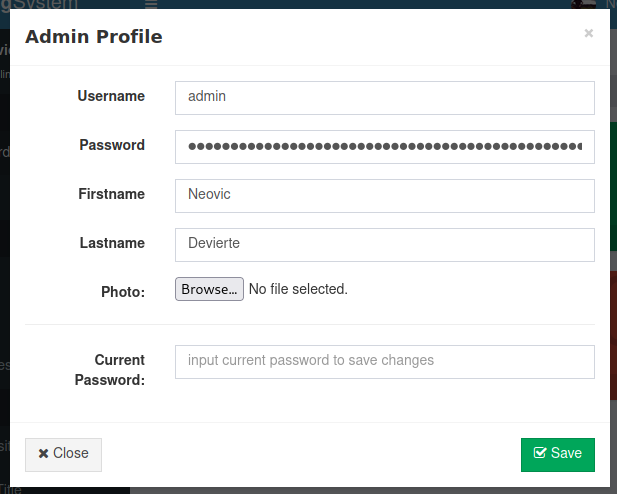 gSystem
Admin Profile ×
Username admin
Password ●●●●●●●●●●●●●●●●●●●●●●●●●●●●●●●●●●●●●●●●●●●●●●●
Firstname Neovic
Lastname Devierte
Photo: Browse... No file selected.
Current Password: input current password to save changes
Close Save